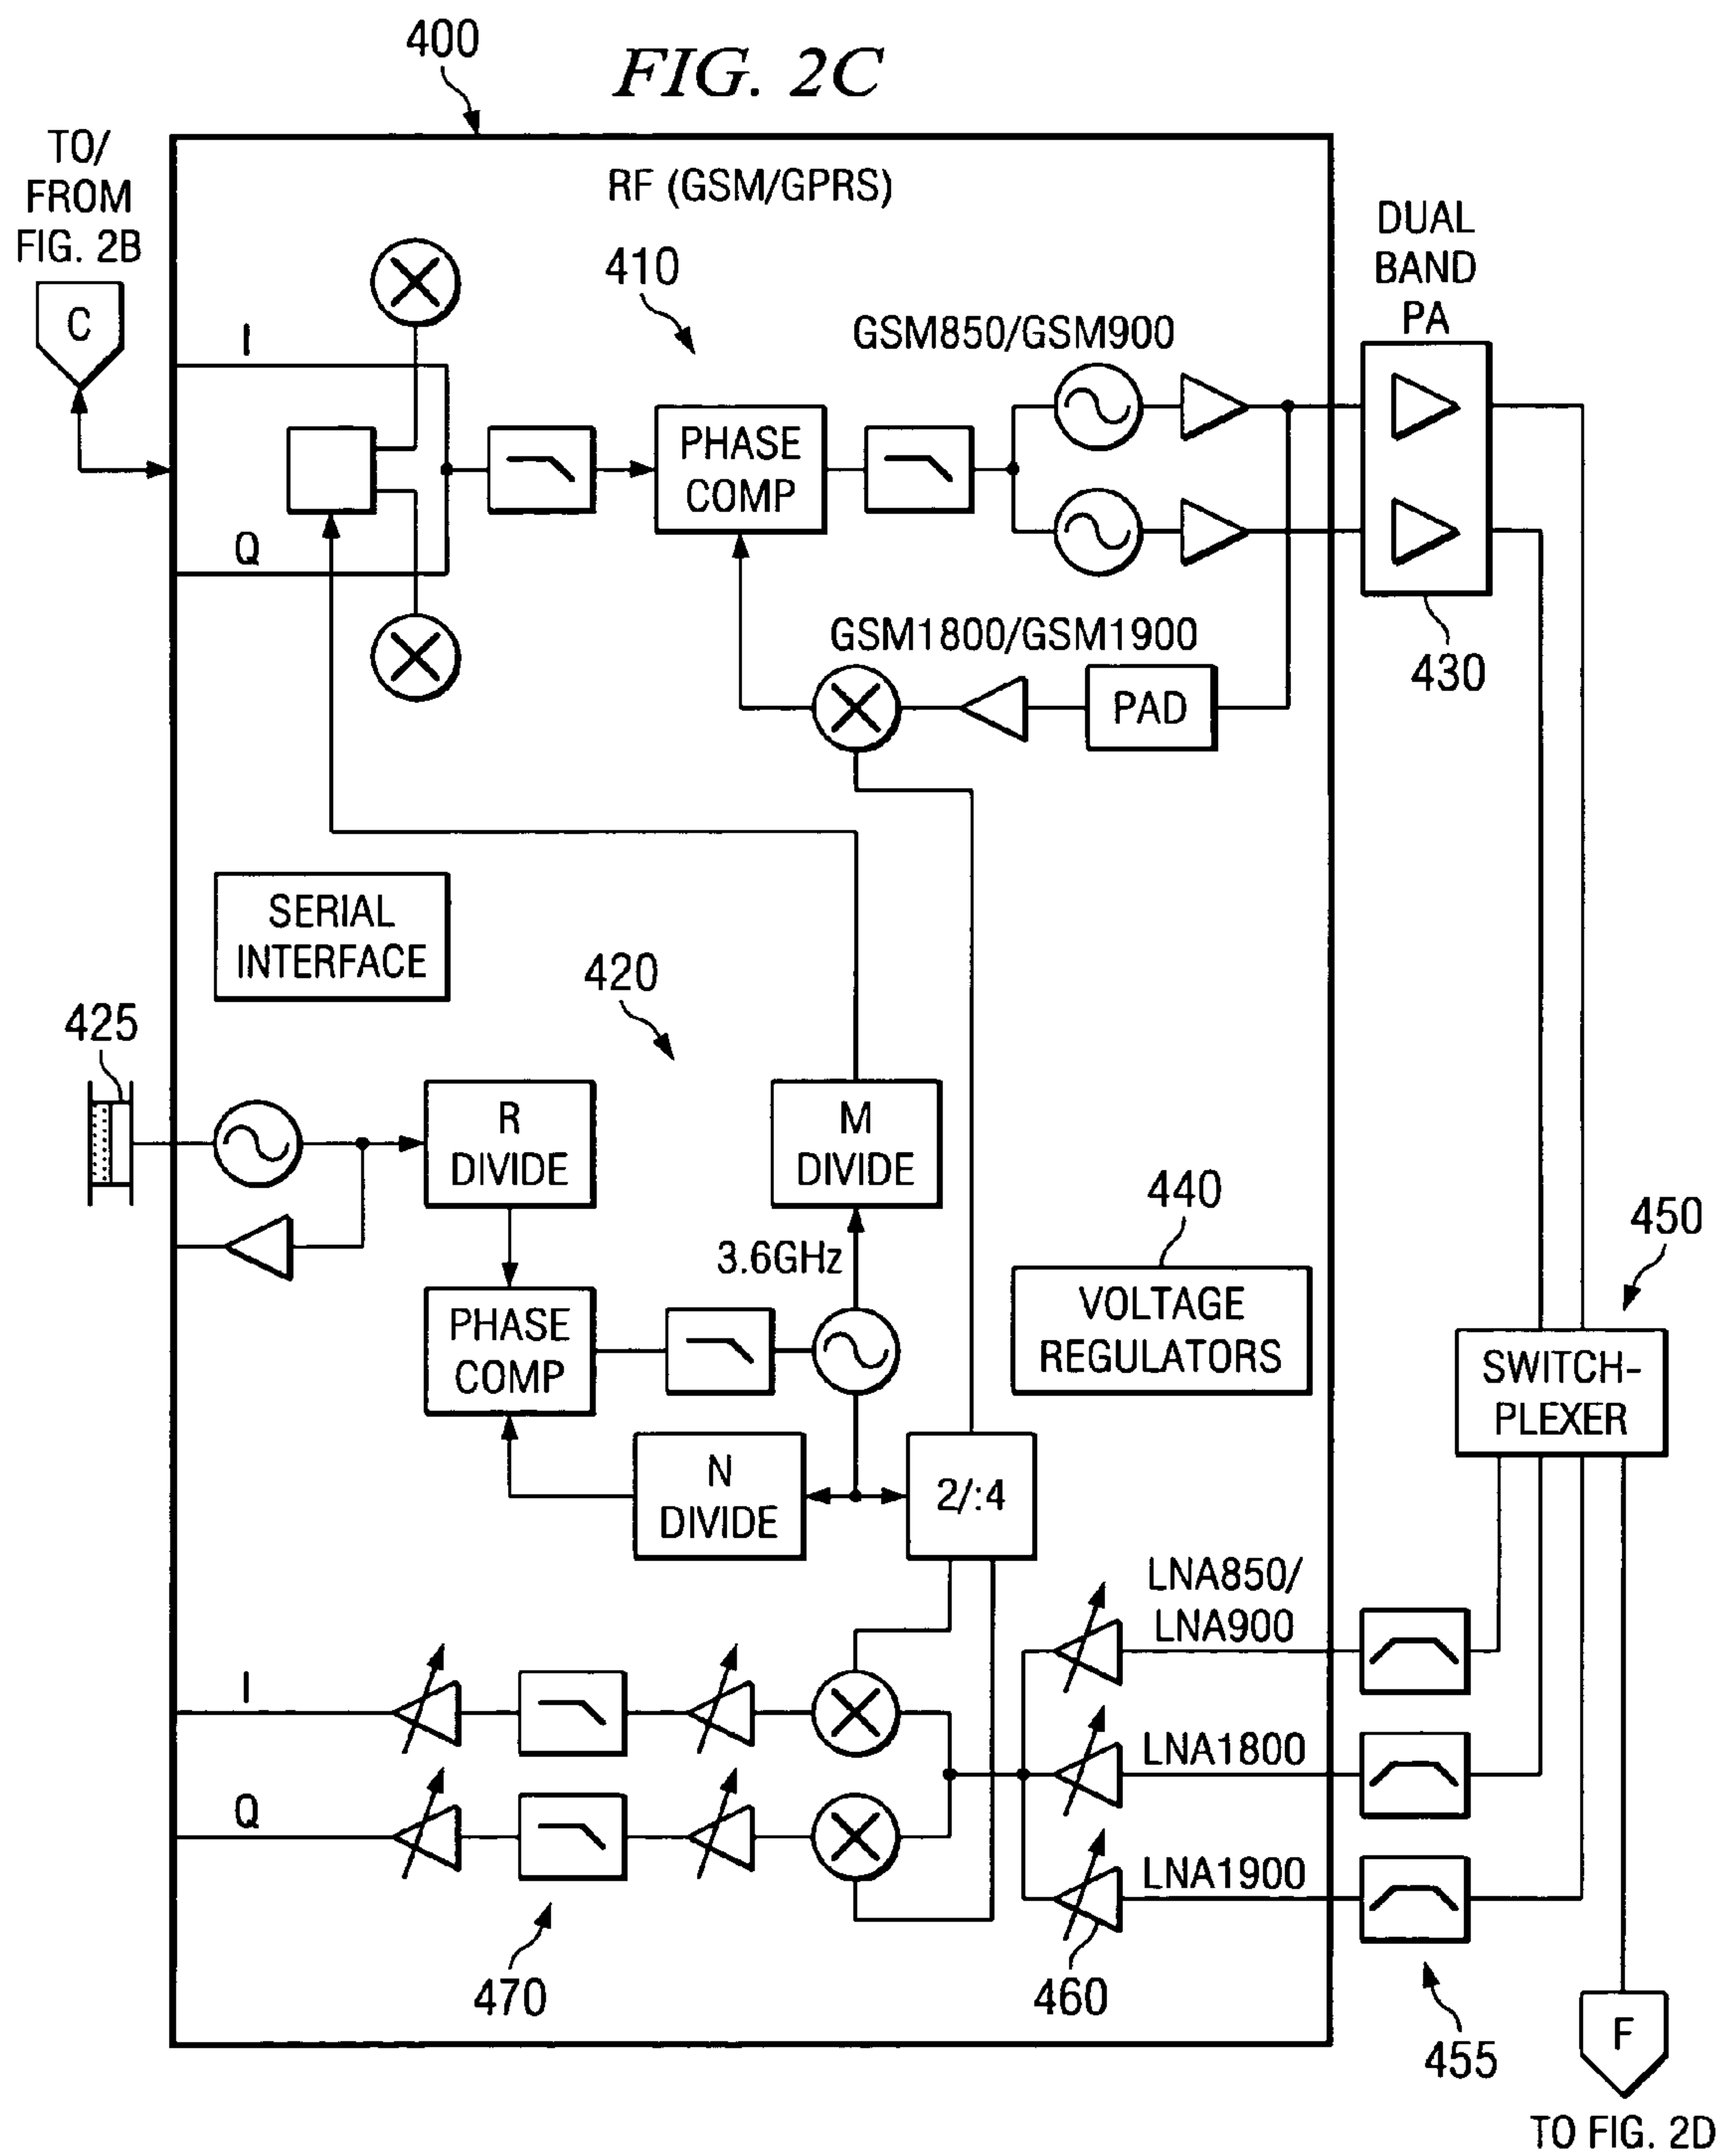 FIG. 2C
400
TO/
FROM
FIG. 2B
C
RF (GSM/GPRS)
410
DUAL
BAND
PA
I
GSM850/GSM900
PHASE
COMP
Q
GSM1800/GSM1900
430
PAD
SERIAL
INTERFACE
420
425
R
DIVIDE
M
DIVIDE
440
450
3.6GHz
VOLTAGE
REGULATORS
PHASE
COMP
SWITCH-
PLEXER
N
DIVIDE
2/:4
LNA850/
LNA900
I
LNA1800
Q
LNA1900
470
460
455
F
TO FIG. 2D